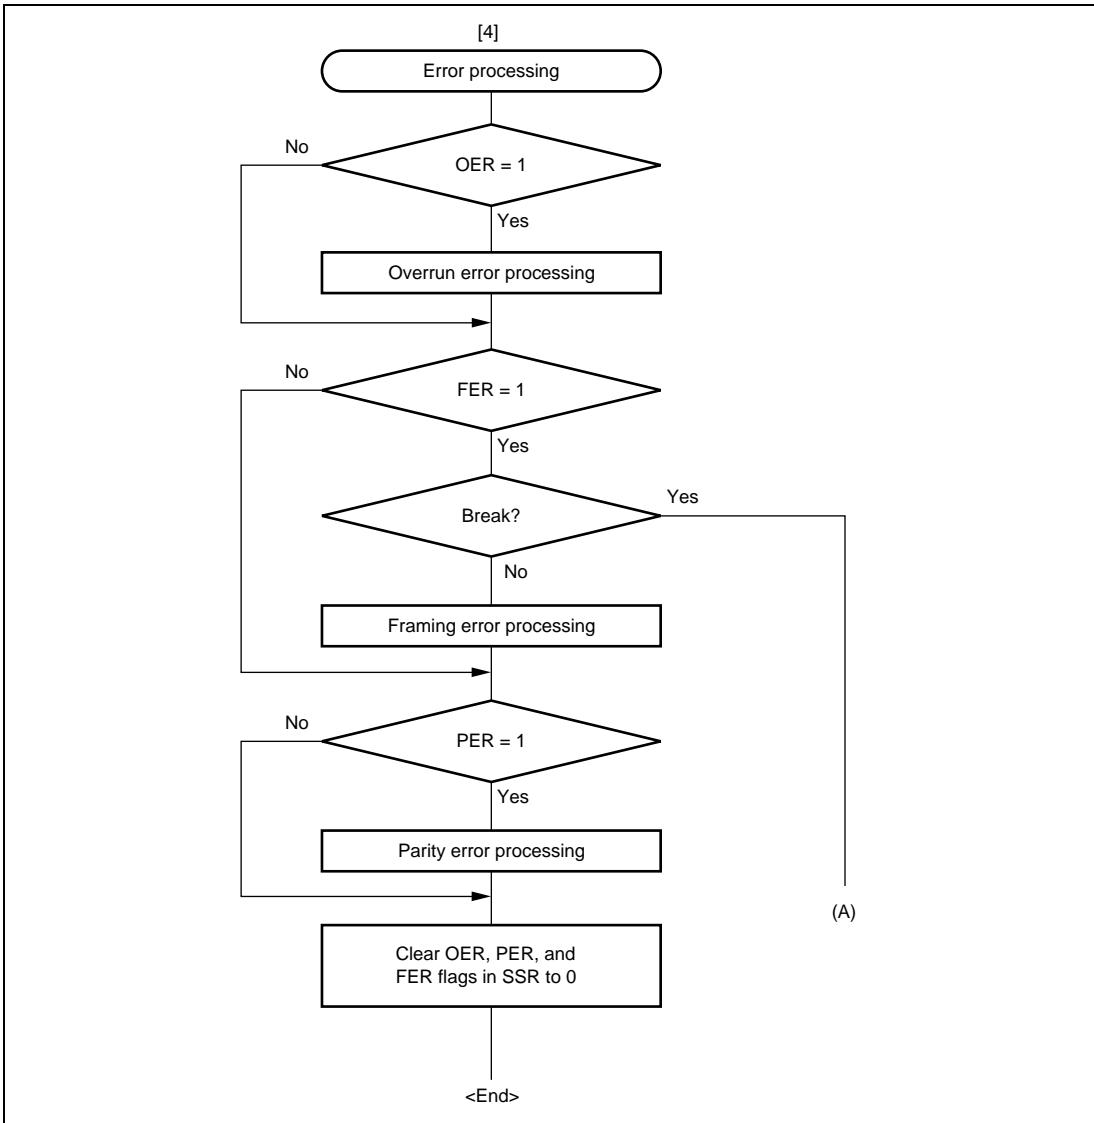 [4]
Error processing
No
OER = 1
Yes
Overrun error processing
No
FER = 1
Yes
Break?
Yes
No
Framing error processing
No
PER = 1
Yes
Parity error processing
(A)
Clear OER, PER, and
FER flags in SSR to 0
<End>